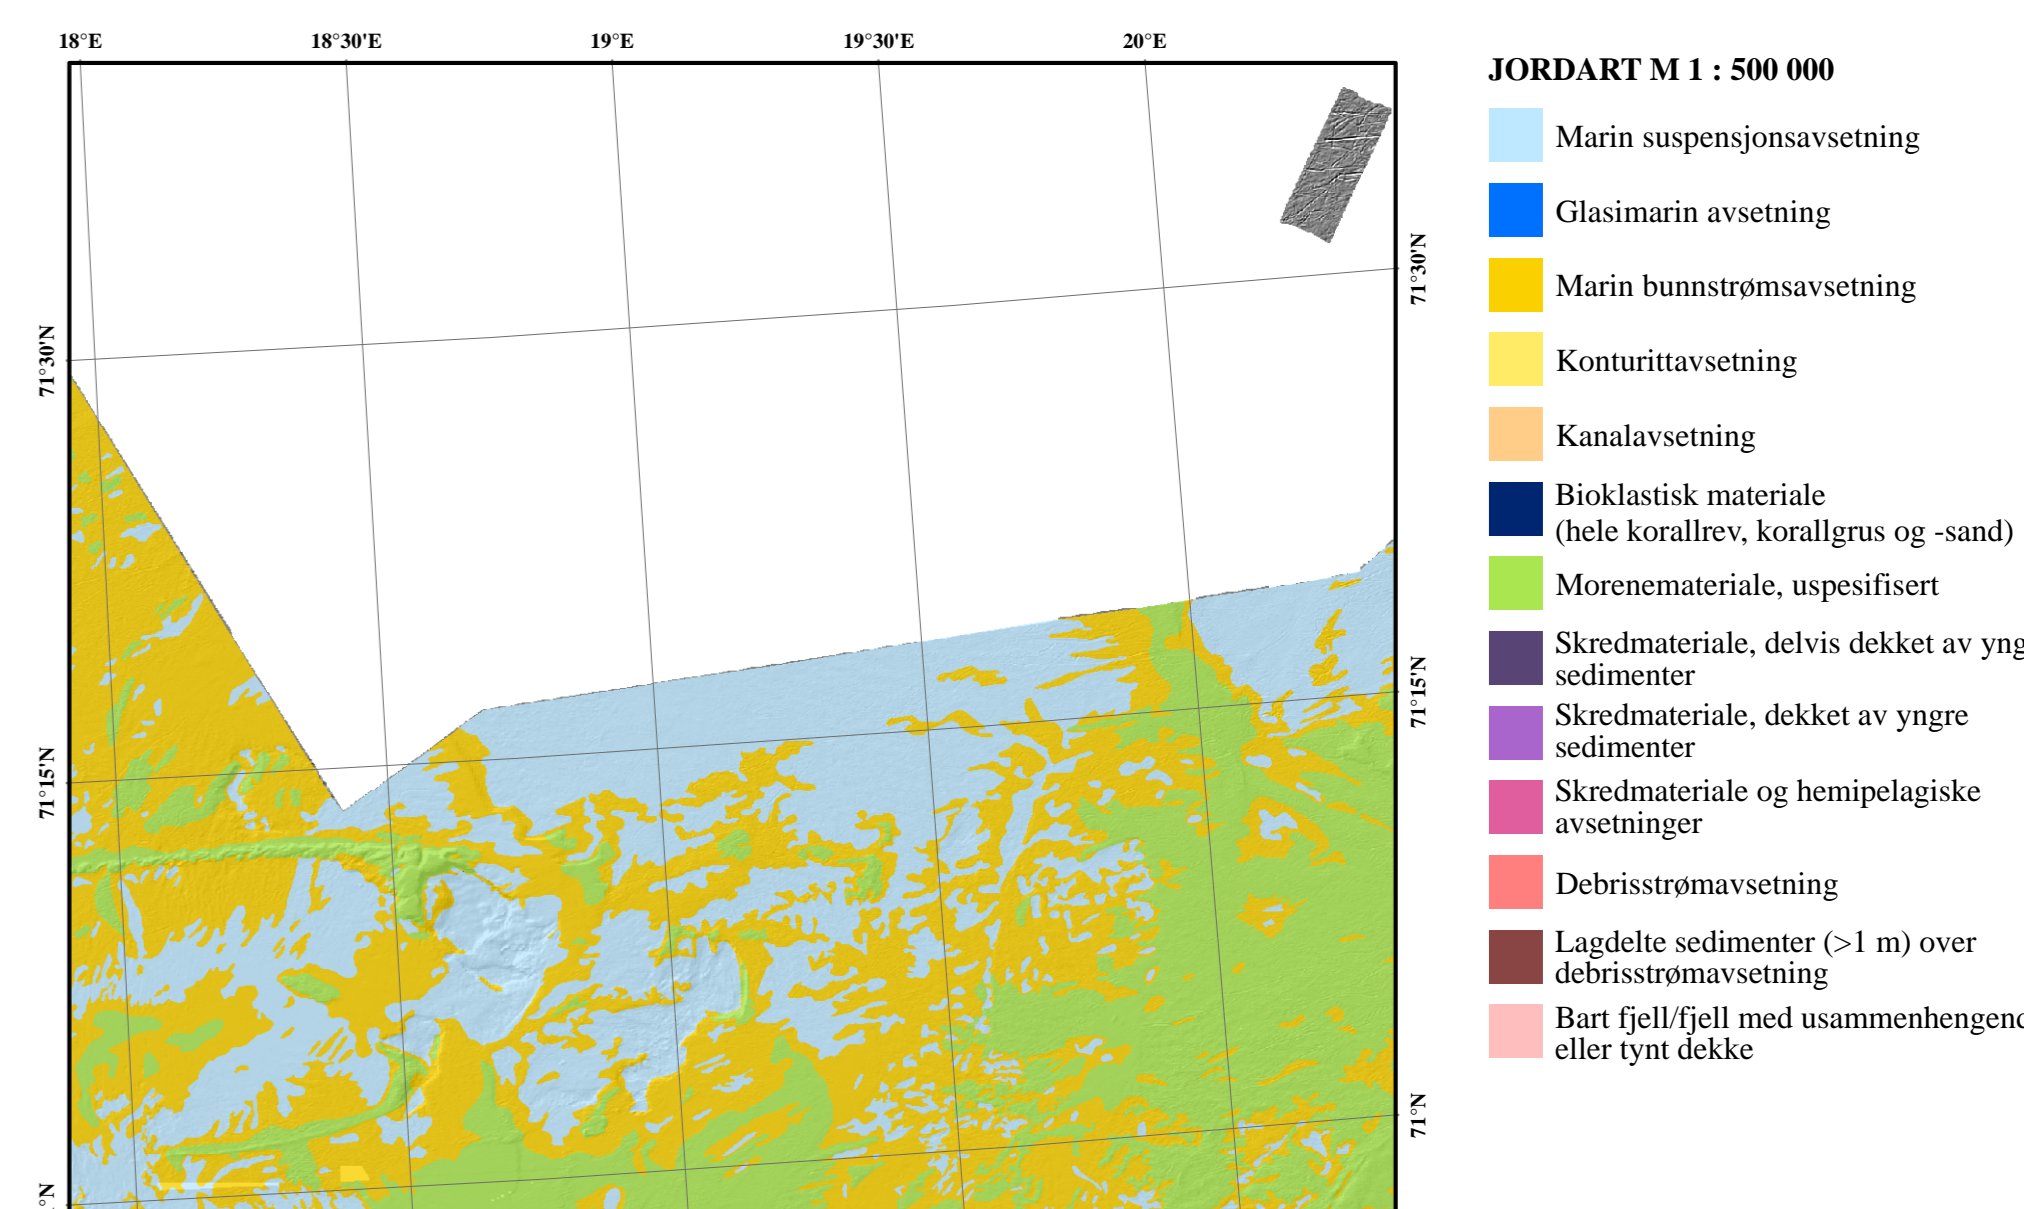 18°E
18°30'E
19°E
19°30'E
20°E
71°30'N
71°15'N
°N
71°30'N
71°15'N
71°N
JORDART M 1 : 500 000
Marin suspensjonsavsetning
Glasimarin avsetning
Marin bunnstrømsavsetning
Konturittavsetning
Kanalavsetning
Bioklastisk materiale
(hele korallrev, korallgrus og -sand)
Morenemateriale, uspesifisert
Skredmateriale, delvis dekket av yng
sedimenter
Skredmateriale, dekket av yngre
sedimenter
Skredmateriale og hemipelagiske
avsetninger
Debrisstrømavsetning
Lagdelte sedimenter (>1 m) over
debrisstrømavsetning
Bart fjell/fjell med usammenhengend
eller tynt dekke